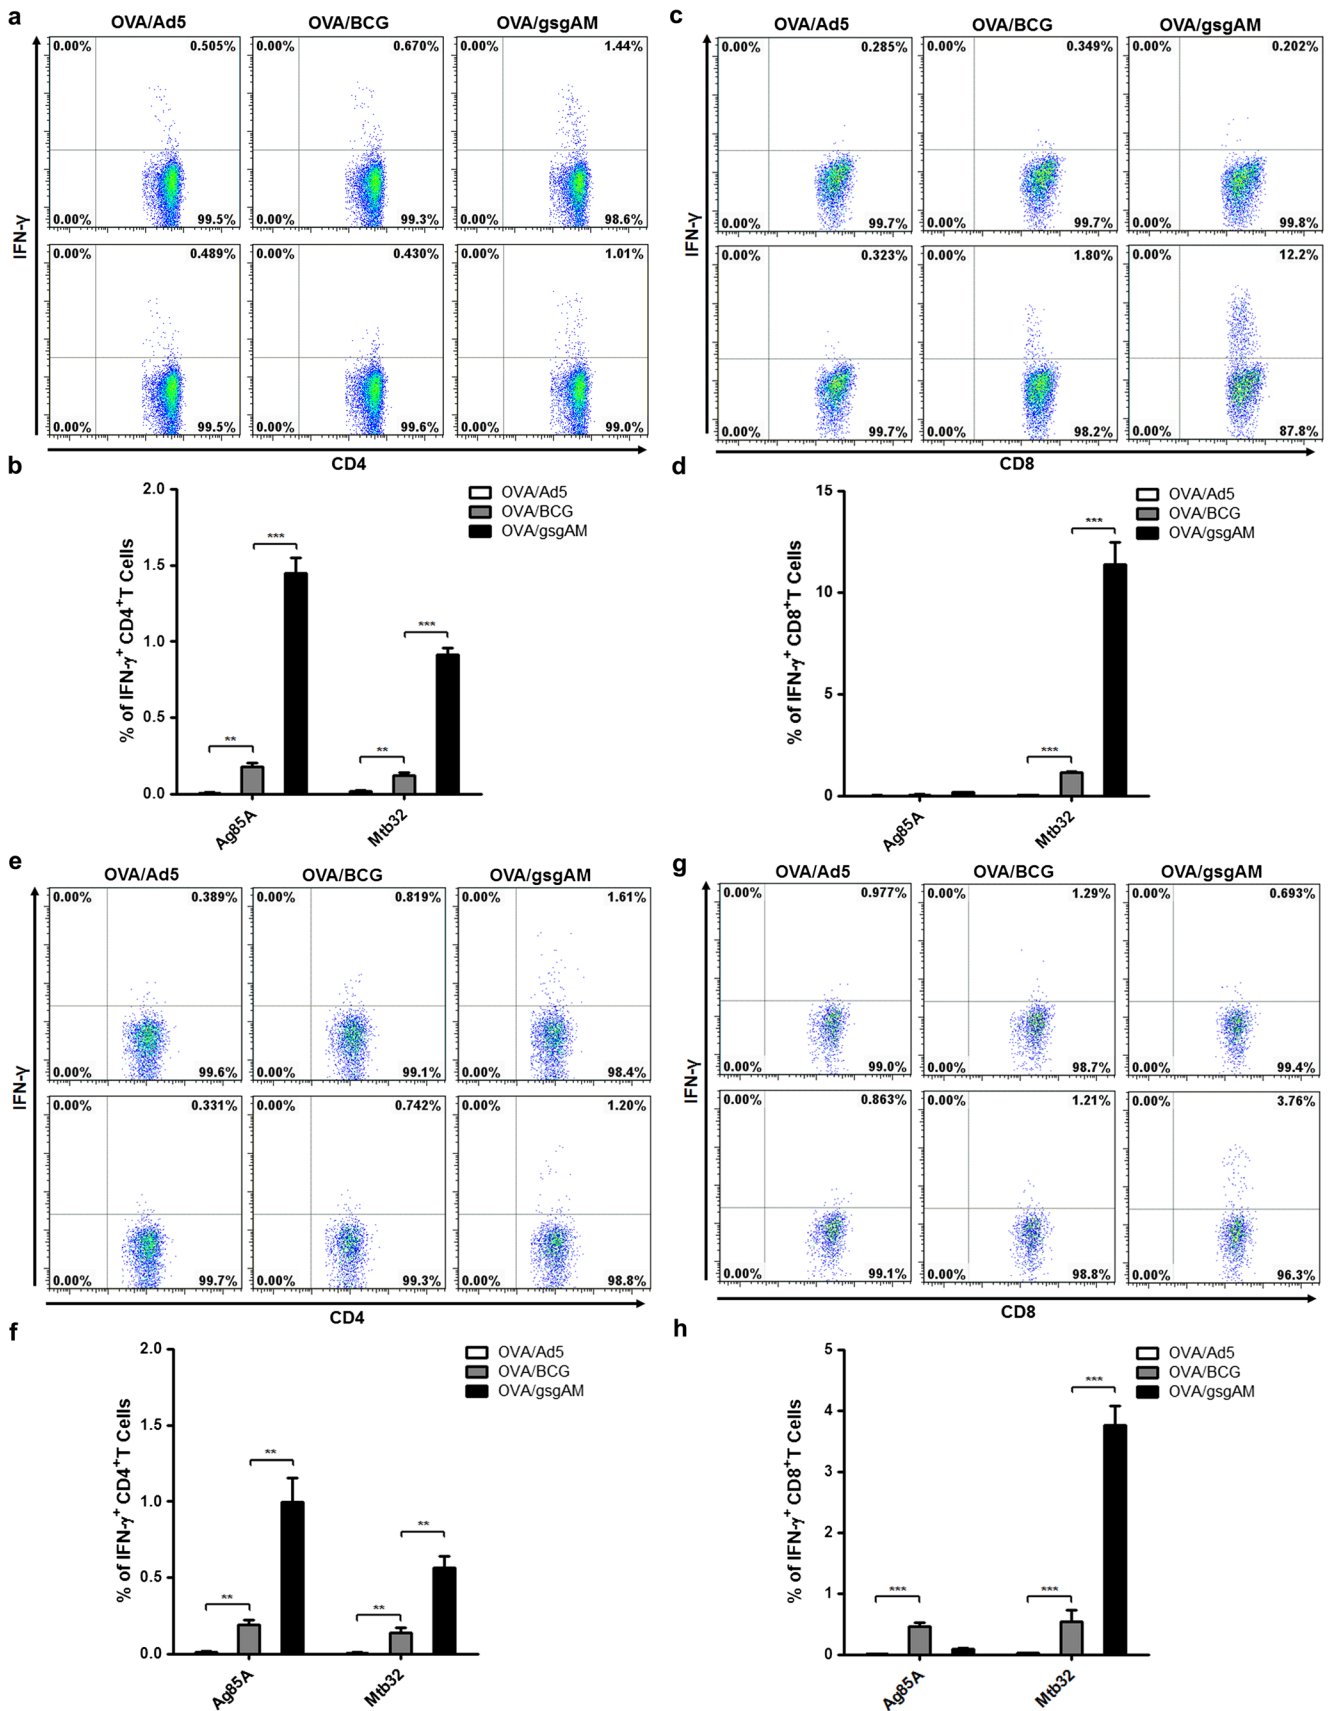 a
OVA/Ad5 OVA/BCG OVA/gsgAM
0.00% 0.505% 0.00% 0.670% 0.00% 1.44%
0.00% 99.5% 0.00% 99.3% 0.00% 98.6%
0.00% 0.489% 0.00% 0.430% 0.00% 1.01%
0.00% 99.5% 0.00% 99.6% 0.00% 99.0%
IFN-γ
CD4
c
OVA/Ad5 OVA/BCG OVA/gsgAM
0.00% 0.285% 0.00% 0.349% 0.00% 0.202%
0.00% 99.7% 0.00% 99.7% 0.00% 99.8%
0.00% 0.323% 0.00% 1.80% 0.00% 12.2%
0.00% 99.7% 0.00% 98.2% 0.00% 87.8%
IFN-γ
CD8
b
% of IFN-γ+ CD4+T Cells
2.0
1.5
1.0
0.5
0.0
OVA/Ad5
OVA/BCG
OVA/gsgAM
***
***
**
**
Ag85A Mtb32
d
% of IFN-γ+ CD8+T Cells
15
10
5
0
OVA/Ad5
OVA/BCG
OVA/gsgAM
***
***
Ag85A Mtb32
e
OVA/Ad5 OVA/BCG OVA/gsgAM
0.00% 0.389% 0.00% 0.819% 0.00% 1.61%
0.00% 99.6% 0.00% 99.1% 0.00% 98.4%
0.00% 0.331% 0.00% 0.742% 0.00% 1.20%
0.00% 99.7% 0.00% 99.3% 0.00% 98.8%
IFN-γ
CD4
g
OVA/Ad5 OVA/BCG OVA/gsgAM
0.00% 0.977% 0.00% 1.29% 0.00% 0.693%
0.00% 99.0% 0.00% 98.7% 0.00% 99.4%
0.00% 0.863% 0.00% 1.21% 0.00% 3.76%
0.00% 99.1% 0.00% 98.8% 0.00% 96.3%
IFN-γ
CD8
f
% of IFN-γ+ CD4+T Cells
2.0
1.5
1.0
0.5
0.0
OVA/Ad5
OVA/BCG
OVA/gsgAM
**
**
**
**
Ag85A Mtb32
h
% of IFN-γ+ CD8+T Cells
5
4
3
2
1
0
OVA/Ad5
OVA/BCG
OVA/gsgAM
***
***
***
Ag85A Mtb32